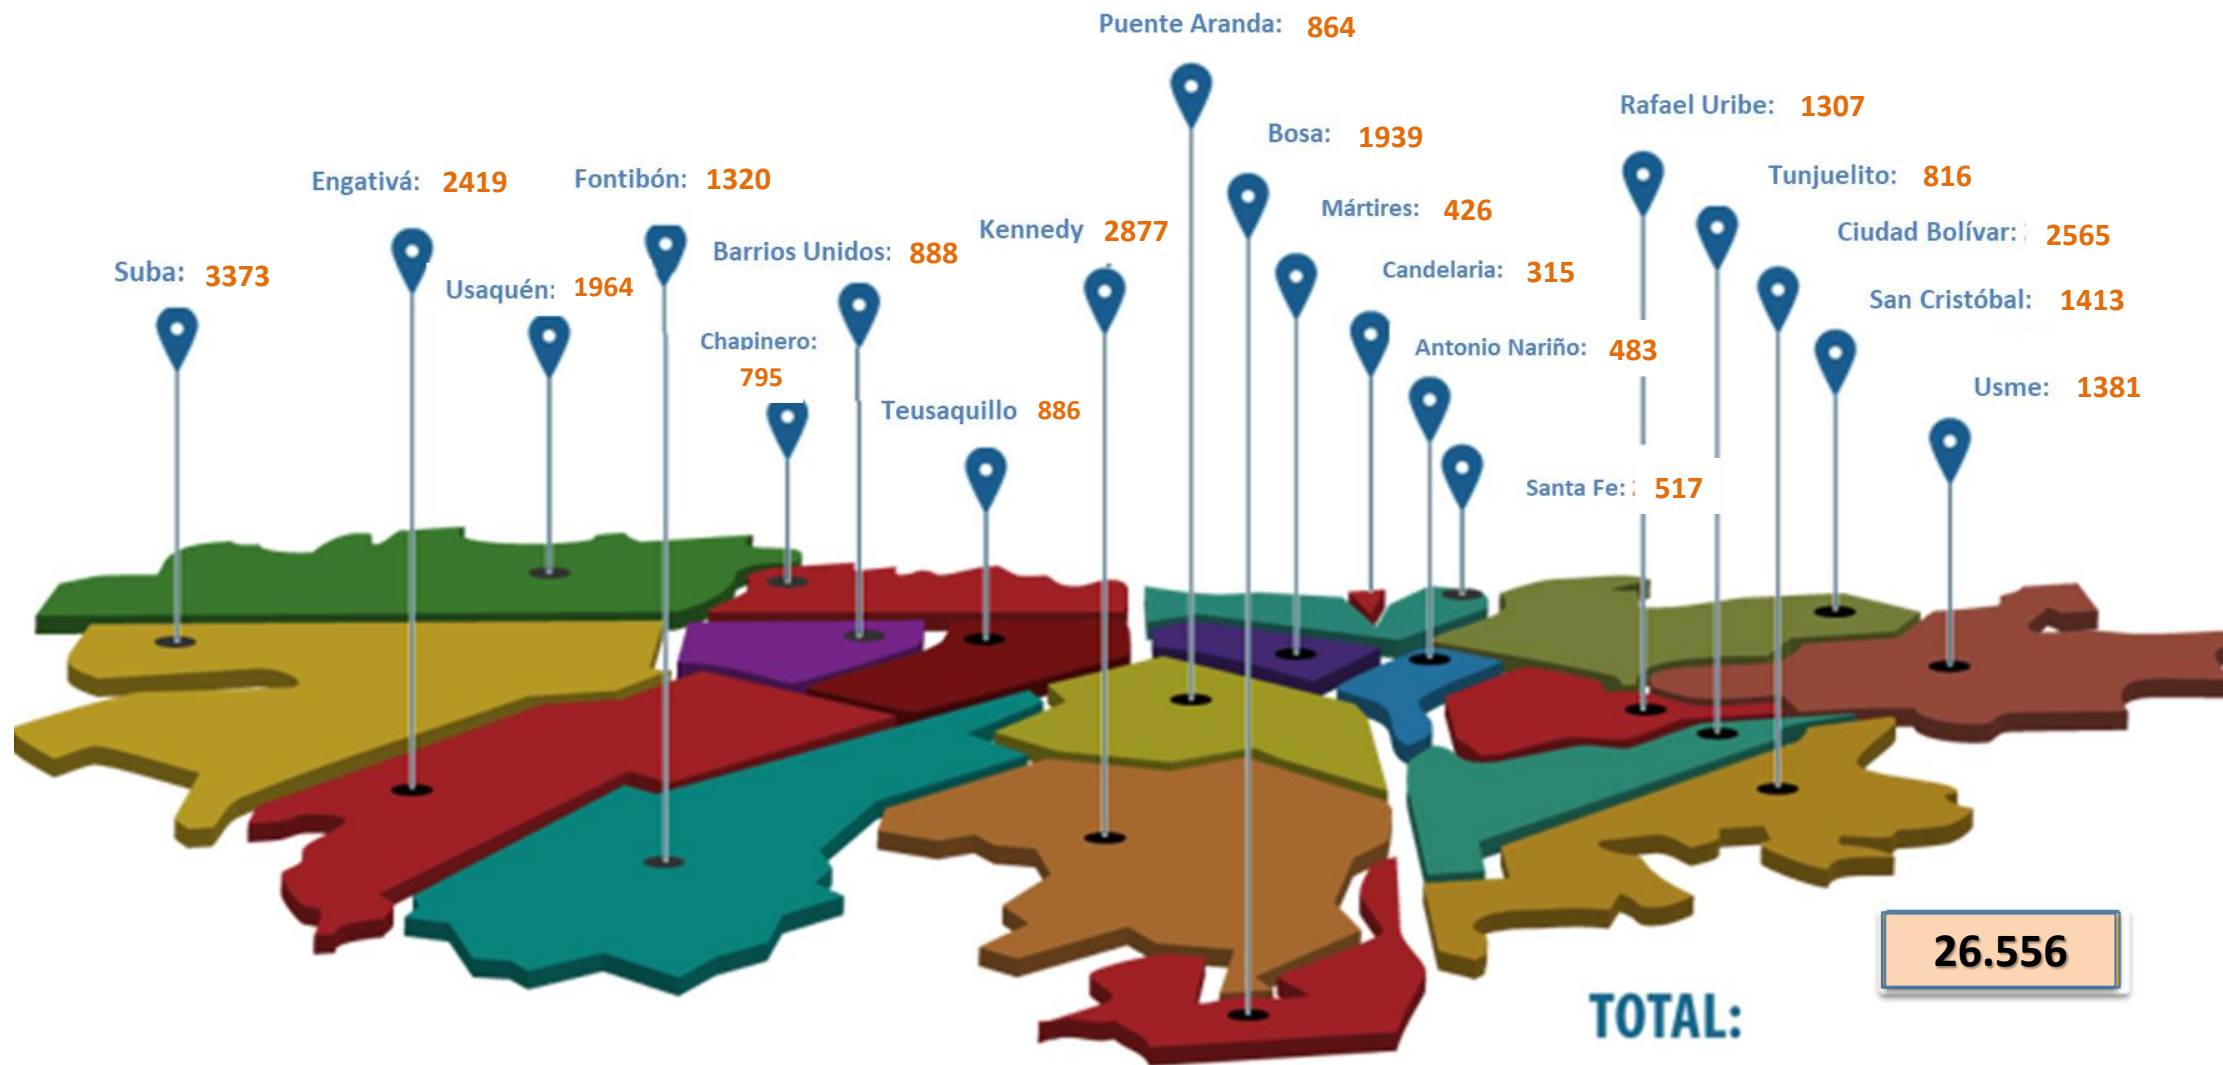 Puente Aranda: 864
Rafael Uribe: 1307
Bosa: 1939
Tunjuelito: 816
Engativá: 2419
Fontibón: 1320
Mártires: 426
Kennedy 2877
Ciudad Bolívar: 2565
Barrios Unidos: 888
Suba: 3373
Candelaria: 315
Usaquén: 1964
San Cristóbal: 1413
Chapinero:
795
Antonio Nariño: 483
Usme: 1381
Teusaquillo 886
Santa Fe: 517
26.556
TOTAL: